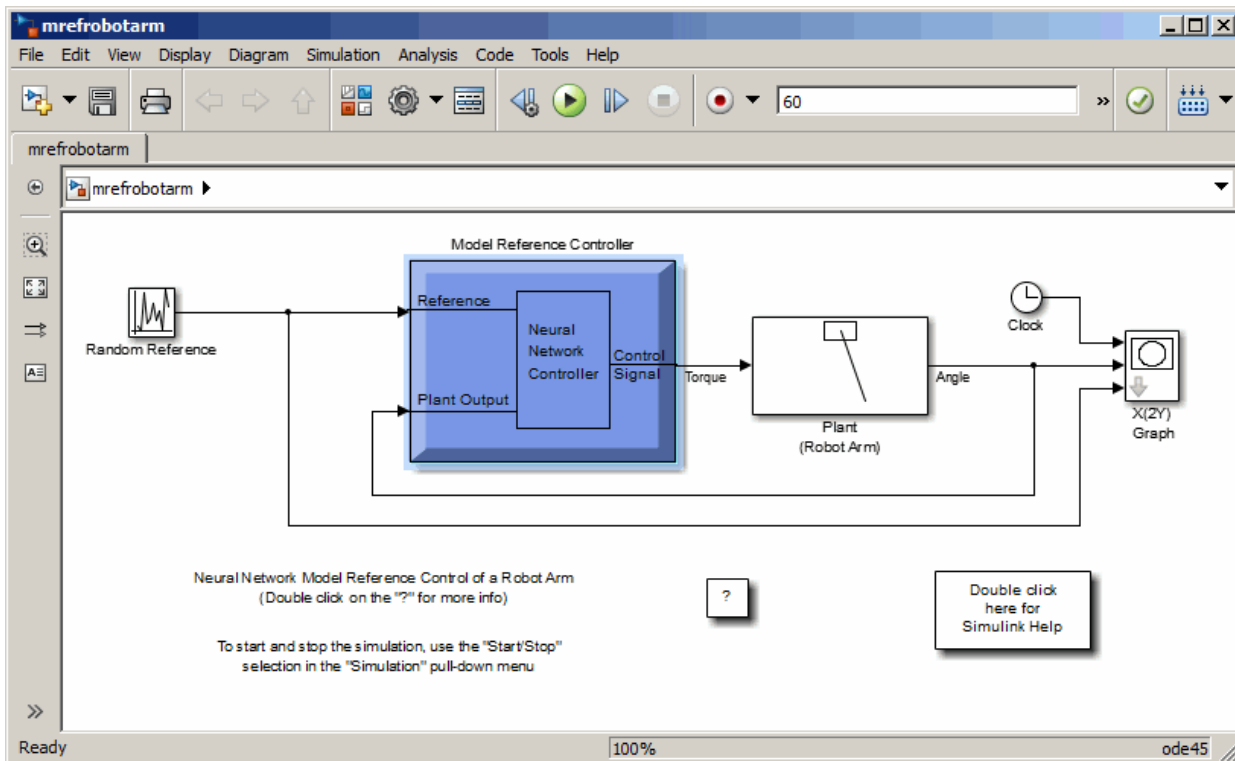 mrefrobotarm
File Edit View Display Diagram Simulation Analysis Code Tools Help
60
»
mrefrobotarm
mrefrobotarm
Model Reference Controller
Reference
Neural
Network
Controller
Control
Signal
Plant Output
Random Reference
Torque
Plant
(Robot Arm)
Angle
Clock
X(2Y)
Graph
Neural Network Model Reference Control of a Robot Arm
(Double click on the "?" for more info)
?
Double click
here for
Simulink Help
To start and stop the simulation, use the "Start/Stop"
selection in the "Simulation" pull-down menu
»
Ready 100% ode45